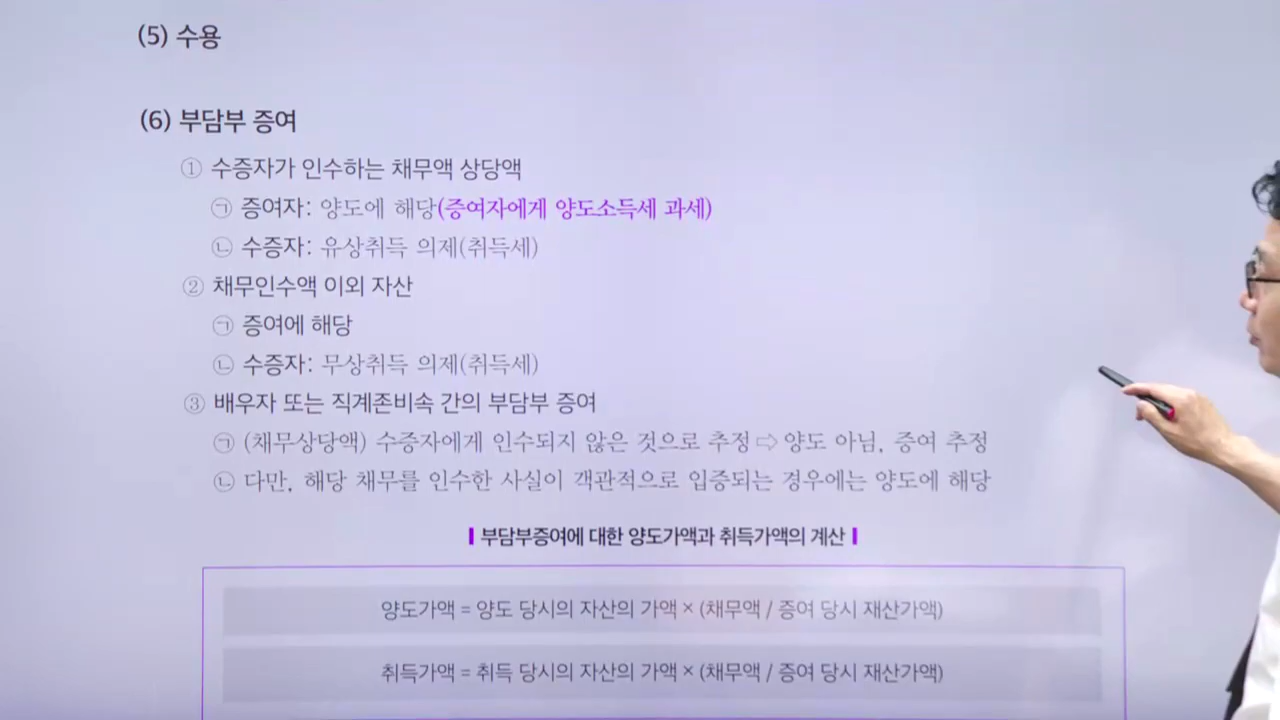 (5) 수용
(6) 부담부 증여
① 수증자가 인수하는 채무액 상당액
㉠ 증여자: 양도에 해당(증여자에게 양도소득세 과세)
㉡ 수증자: 유상취득 의제(취득세)
② 채무인수액 이외 자산
㉠ 증여에 해당
㉡ 수증자: 무상취득 의제(취득세)
③ 배우자 또는 직계존비속 간의 부담부 증여
㉠ (채무상당액) 수증자에게 인수되지 않은 것으로 추정 ⇨ 양도 아님, 증여 추정
㉡ 다만, 해당 채무를 인수한 사실이 객관적으로 입증되는 경우에는 양도에 해당
부담부증여에 대한 양도가액과 취득가액의 계산
양도가액 = 양도 당시의 자산의 가액 × (채무액 / 증여 당시 재산가액)
취득가액 = 취득 당시의 자산의 가액 × (채무액 / 증여 당시 재산가액)